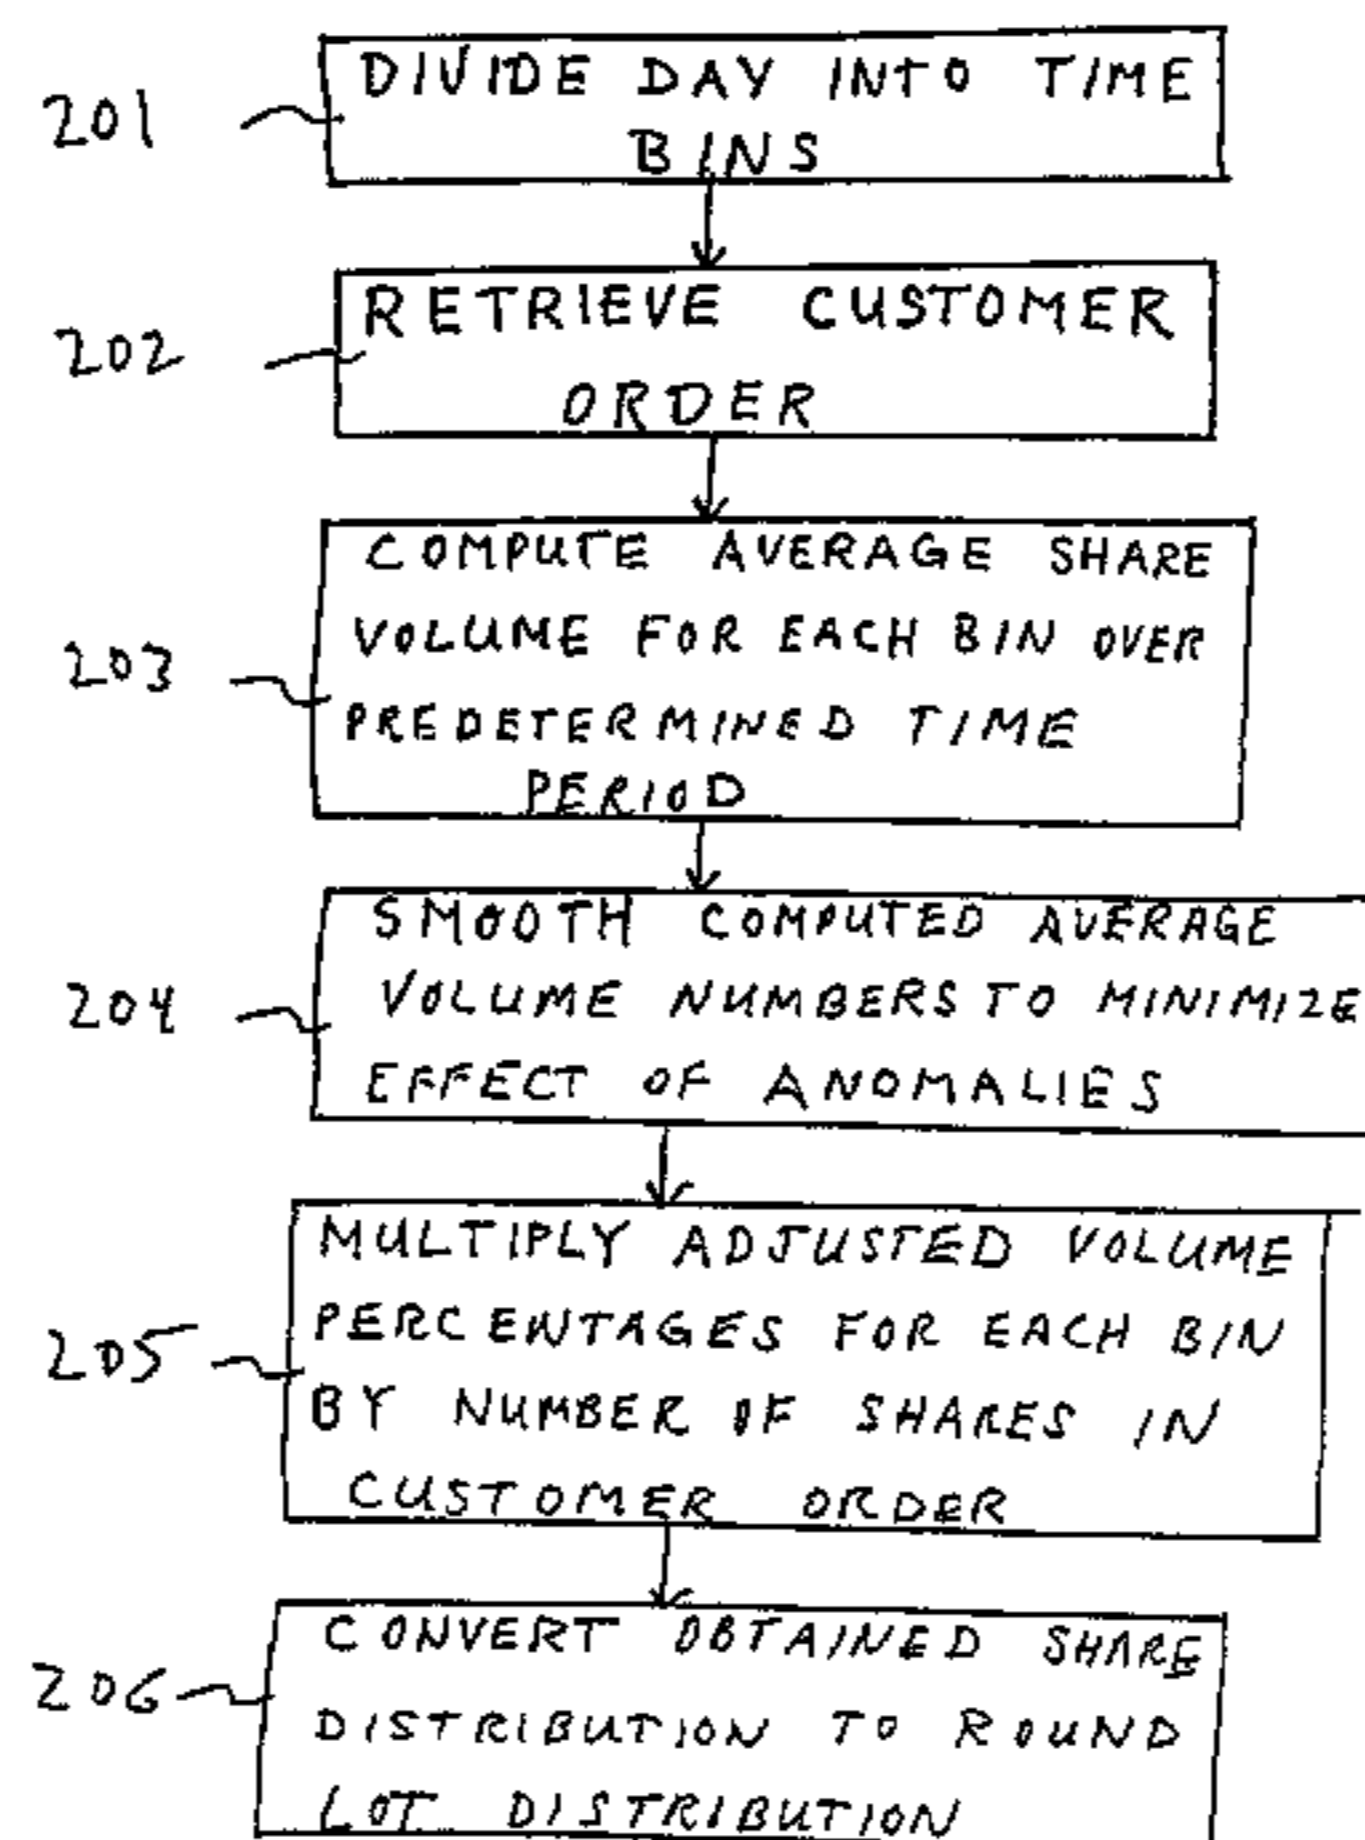 201
DIVIDE DAY INTO TIME
BINS
202
RETRIEVE CUSTOMER
ORDER
203
COMPUTE AVERAGE SHARE
VOLUME FOR EACH BIN OVER
PREDETERMINED TIME
PERIOD
204
SMOOTH COMPUTED AVERAGE
VOLUME NUMBERS TO MINIMIZE
EFFECT OF ANOMALIES
205
MULTIPLY ADJUSTED VOLUME
PERCENTAGES FOR EACH BIN
BY NUMBER OF SHARES IN
CUSTOMER ORDER
206
CONVERT OBTAINED SHARE
DISTRIBUTION TO ROUND
LOT DISTRIBUTION